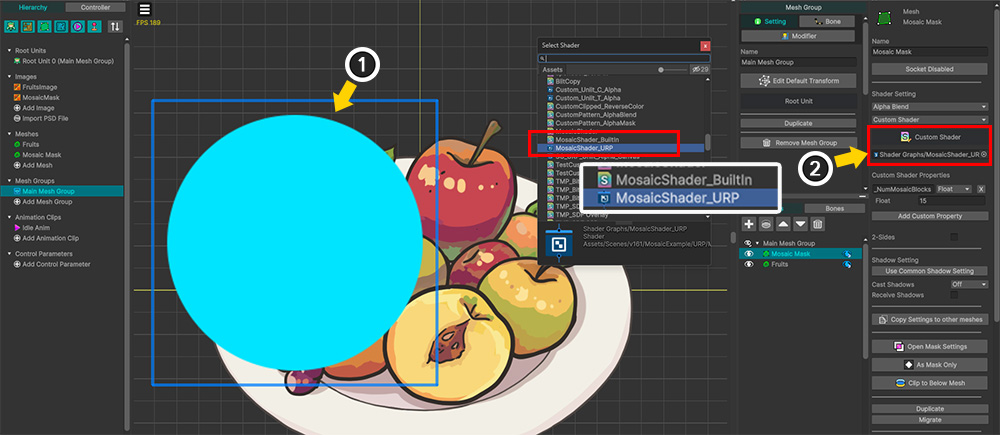 Hierarchy
Controller
Root Units
Root Unit 0 (Main Mesh Group)
Images
FruitsImage
MosaicMask
Add Image
Import PSD File
Meshes
Fruits
Mosaic Mask
Add Mesh
Mesh Groups
Main Mesh Group
Add Mesh Group
Animation Clips
Idle Anim
Add Animation Clip
Control Parameters
Add Control Parameter
FPS 189
1
Select Shader
Assets
29
BlitCopy
Custom_Unlit_C_Alpha
Custom_Unlit_T_Alpha
CustomClipped_ReverseColor
CustomPattern_AlphaBlend
CustomPattern_AlphaMask
MosaicShader
MosaicShader_BuiltIn
MosaicShader_URP
MosaicShader_BuiltIn
MosaicShader_URP
Shader Graphs/MosaicShader_URP
Shader
Assets/Scenes/v161/MosaicExample/URP/M
Mesh Group
Setting
Bone
Modifier
Name
Main Mesh Group
Edit Default Transform
Root Unit
Duplicate
Remove Mesh Group
2
Bones
Main Mesh Group
Mosaic Mask
Fruits
Mesh
Mosaic Mask
Name
Mosaic Mask
Socket Disabled
Shader Setting
Alpha Blend
Custom Shader
Custom Shader
Shader Graphs/MosaicShader_UR
Custom Shader Properties
_NumMosaicBlocks
Float
X
Float
15
Add Custom Property
2-Sides
Shadow Setting
Use Common Shadow Setting
Cast Shadows
Off
Receive Shadows
Copy Settings to other meshes
Open Mask Settings
As Mask Only
Clip to Below Mesh
Duplicate
Migrate